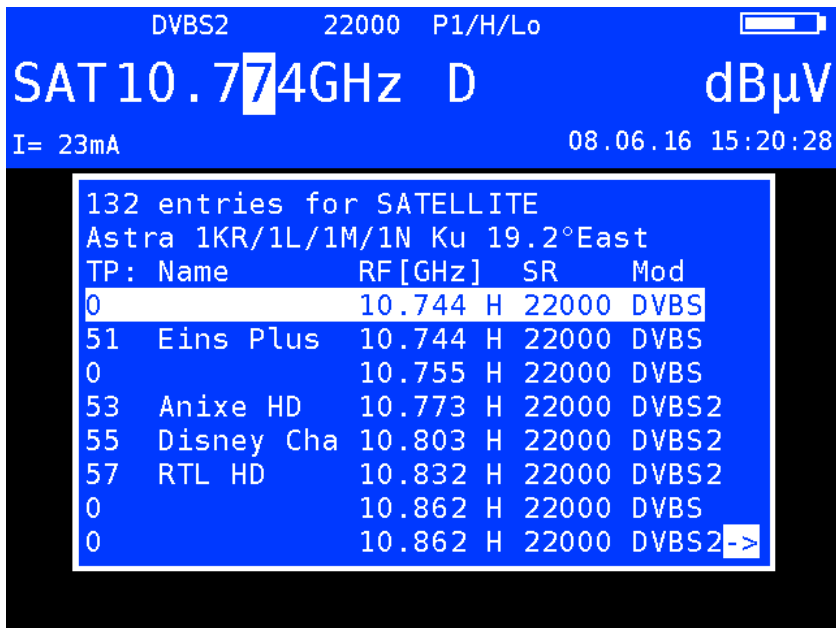 DVBS2 22000 P1/H/Lo
SAT10.774GHz D dBµV
I= 23mA 08.06.16 15:20:28
132 entries for SATELLITE
Astra 1KR/1L/1M/1N Ku 19.2°East
TP: Name RF[GHz] SR Mod
0 10.744 H 22000 DVBS
51 Eins Plus 10.744 H 22000 DVBS
0 10.755 H 22000 DVBS
53 Anixe HD 10.773 H 22000 DVBS2
55 Disney Cha 10.803 H 22000 DVBS2
57 RTL HD 10.832 H 22000 DVBS2
0 10.862 H 22000 DVBS
0 10.862 H 22000 DVBS2->